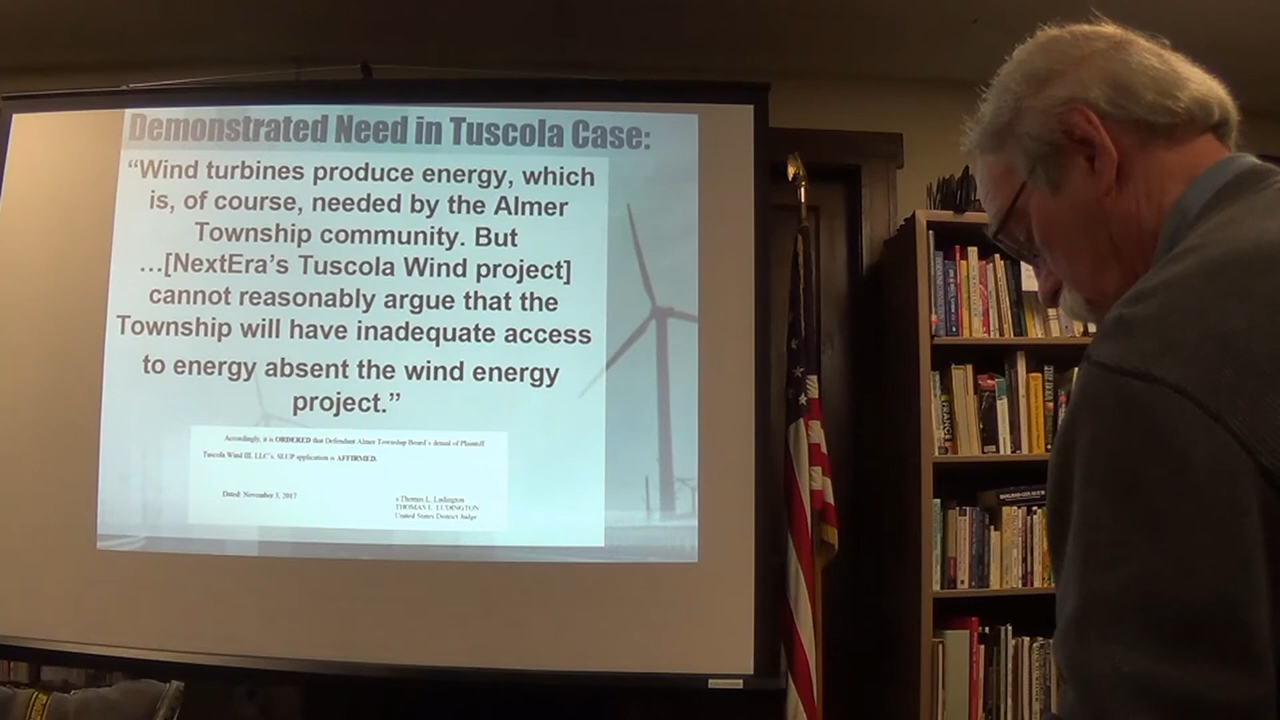 Demonstrated Need in Tuscola Case:
“Wind turbines produce energy, which
is, of course, needed by the Almer
Township community. But
…[NextEra’s Tuscola Wind project]
cannot reasonably argue that the
Township will have inadequate access
to energy absent the wind energy
project.”
Accordingly, it is ORDERED that Defendant Almer Township Board's denial of Plaintiff
Tuscola Wind III, LLC's, SLUP application is AFFIRMED.
Dated: November 3, 2017
s/Thomas L. Ludington
THOMAS L. LUDINGTON
United States District Judge
FRANCE